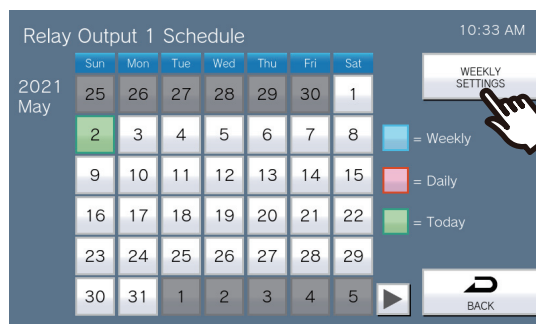 Relay Output 1 Schedule
10:33 AM
2021
May
Sun Mon Tue Wed Thu Fri Sat
25 26 27 28 29 30 1
2 3 4 5 6 7 8
9 10 11 12 13 14 15
16 17 18 19 20 21 22
23 24 25 26 27 28 29
30 31 1 2 3 4 5
WEEKLY
SETTINGS
= Weekly
= Daily
= Today
BACK